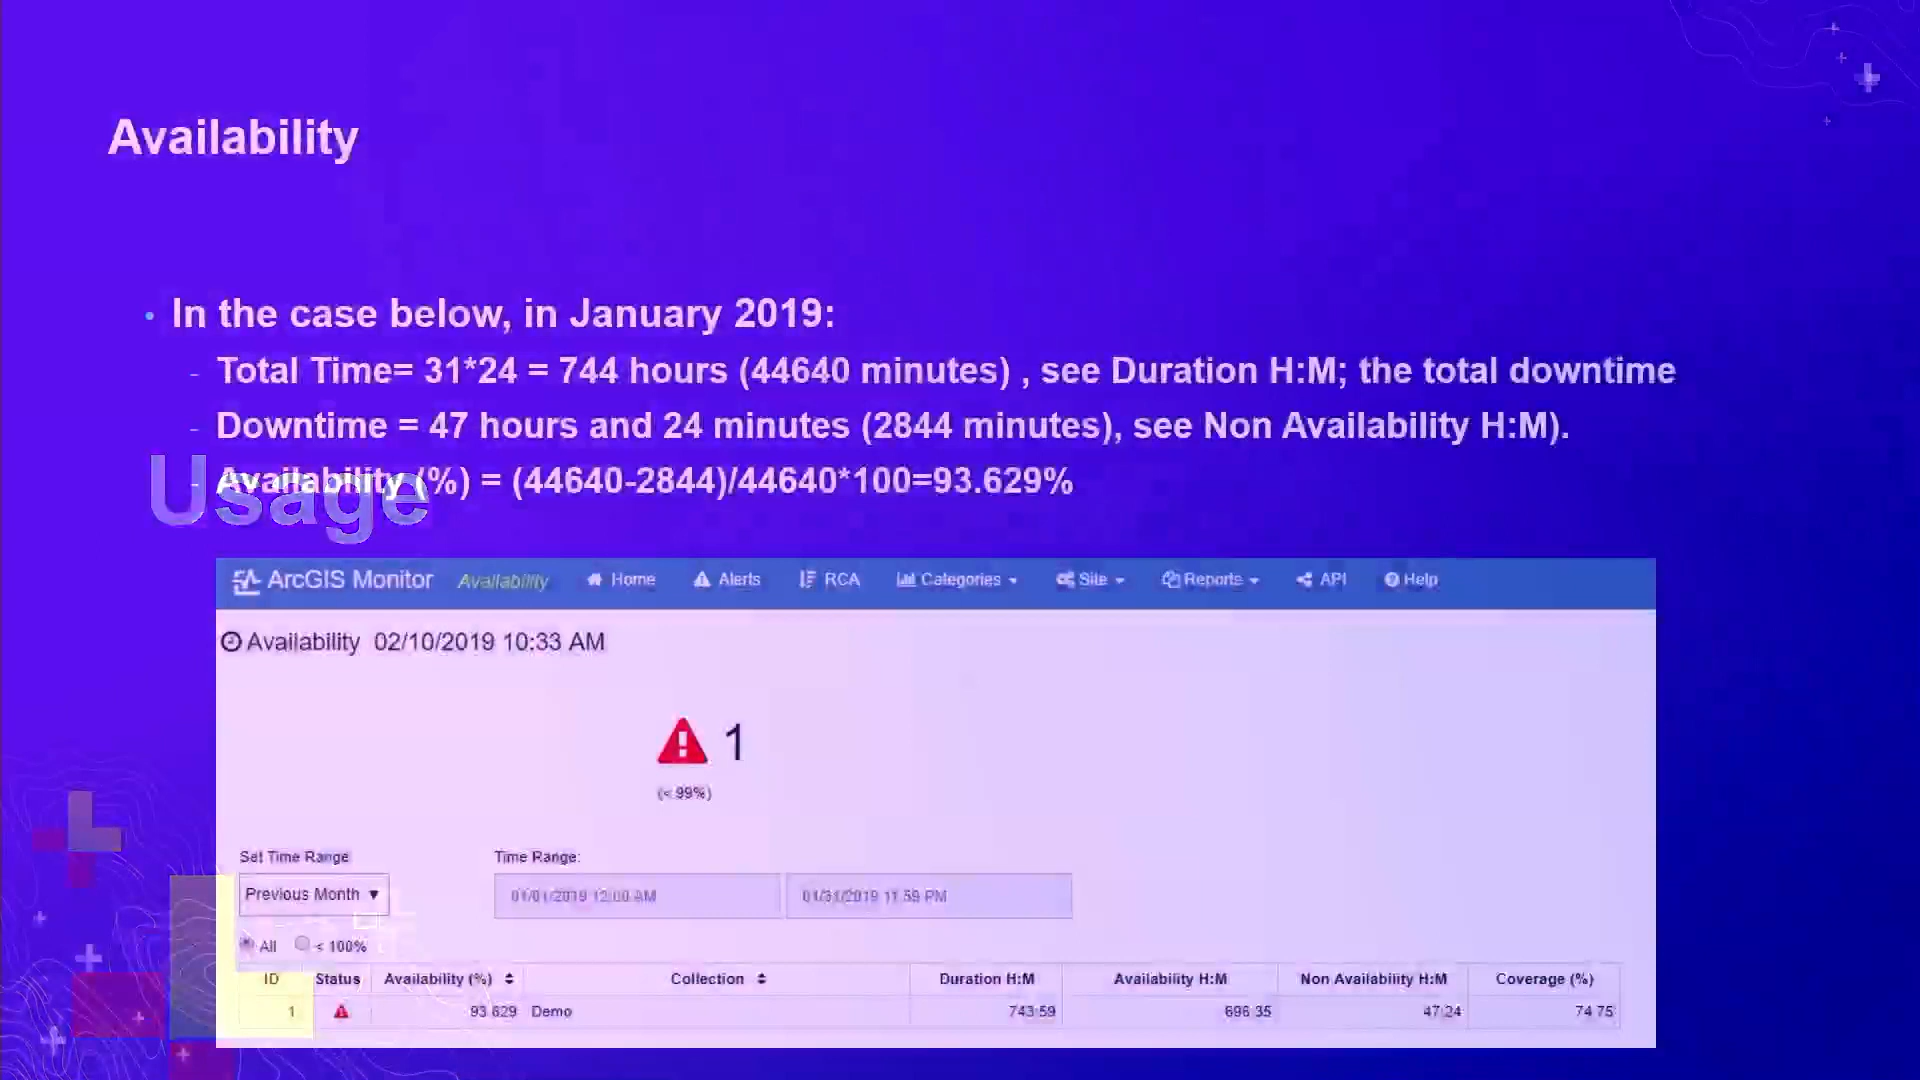 Availability
• In the case below, in January 2019:
- Total Time= 31*24 = 744 hours (44640 minutes) , see Duration H:M; the total downtime
- Downtime = 47 hours and 24 minutes (2844 minutes), see Non Availability H:M).
- Availability (%) = (44640-2844)/44640*100=93.629%
Usage
ArcGIS Monitor Availability Home Alerts RCA Categories Site Reports API Help
Availability 02/10/2019 10:33 AM
1
(< 99%)
Set Time Range Time Range:
Previous Month 01/01/2019 12:00 AM 01/31/2019 11:59 PM
All < 100%
ID Status Availability (%) Collection Duration H:M Availability H:M Non Availability H:M Coverage (%)
1 93.629 Demo 743:59 696:35 47:24 74.75